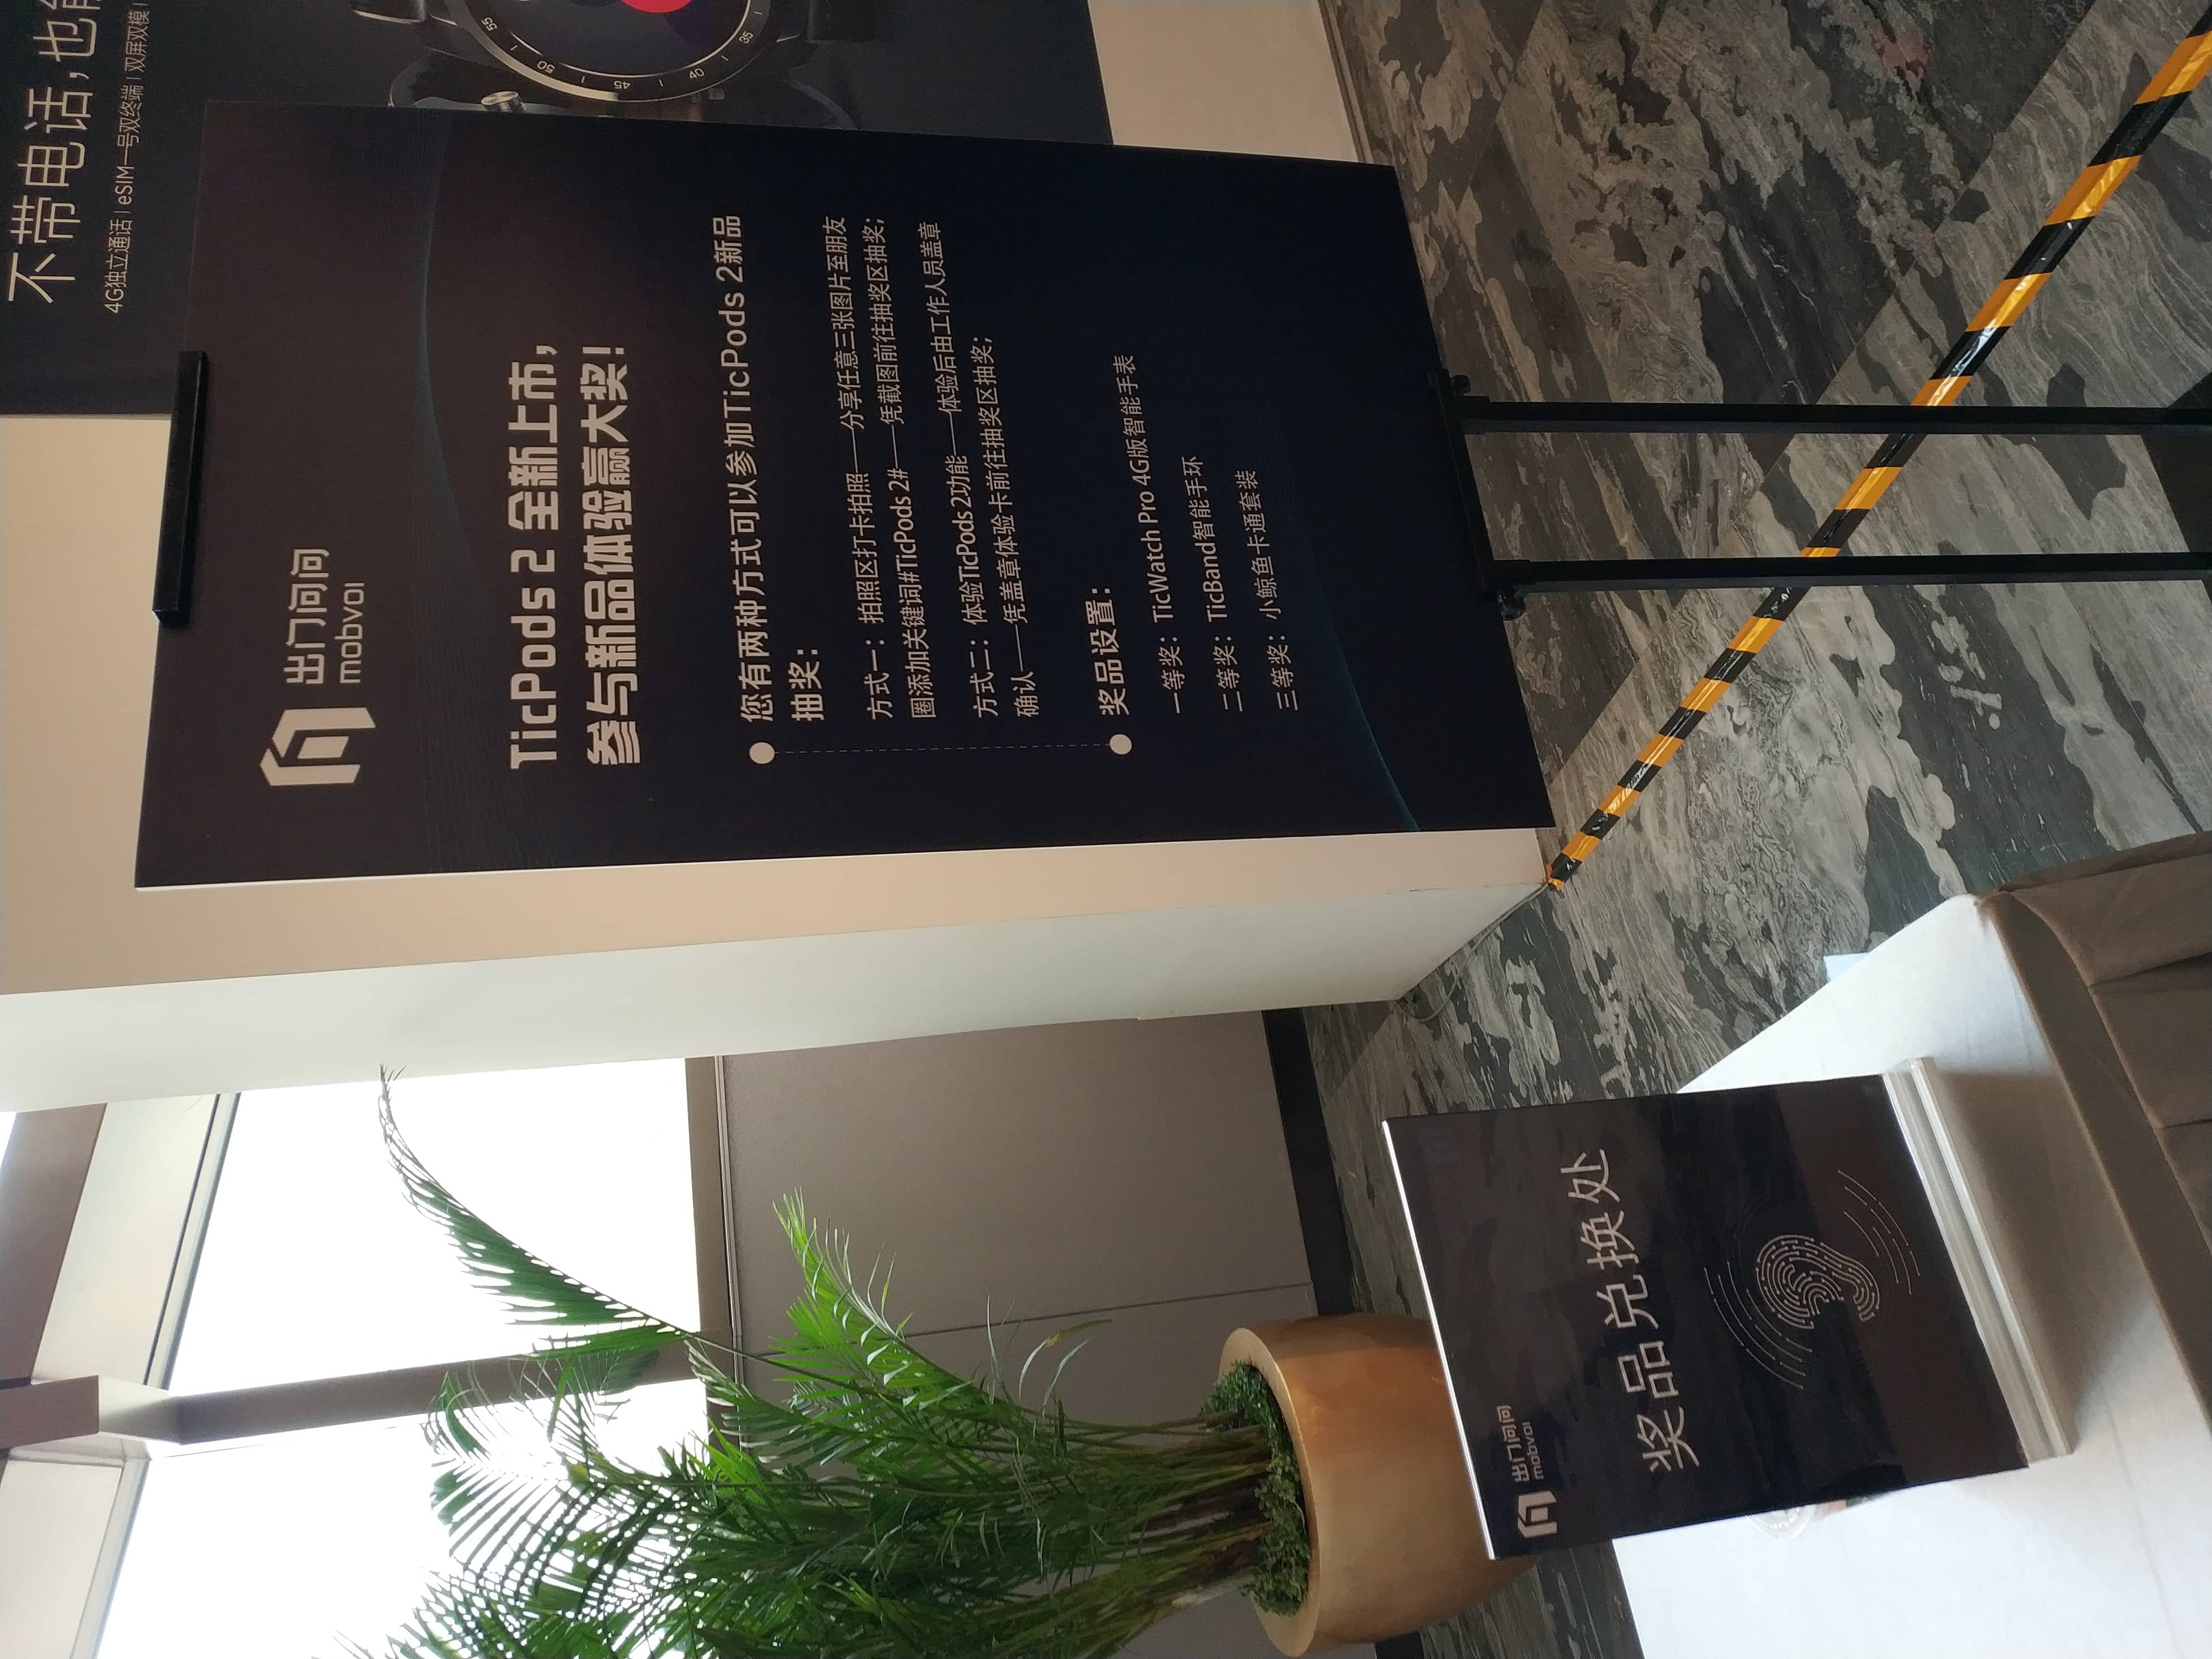 不带电话，也能
4G独立通话 | eSIM一号双终端 | 双屏双模 |
出门问问
mobvoi
TicPods 2 全新上市，
参与新品体验赢大奖！
您有两种方式可以参加TicPods 2新品
抽奖：
方式一：拍照区打卡拍照——分享任意三张图片至朋友
圈添加关键词#TicPods 2#——凭截图前往抽奖区抽奖；
方式二：体验TicPods 2功能——体验后由工作人员盖章
确认——凭盖章体验卡前往抽奖区抽奖；
奖品设置：
一等奖：TicWatch Pro 4G版智能手表
二等奖：TicBand智能手环
三等奖：小鲸鱼卡通套装
55
50
45
40
35
出门问问
mobvoi
奖品兑换处